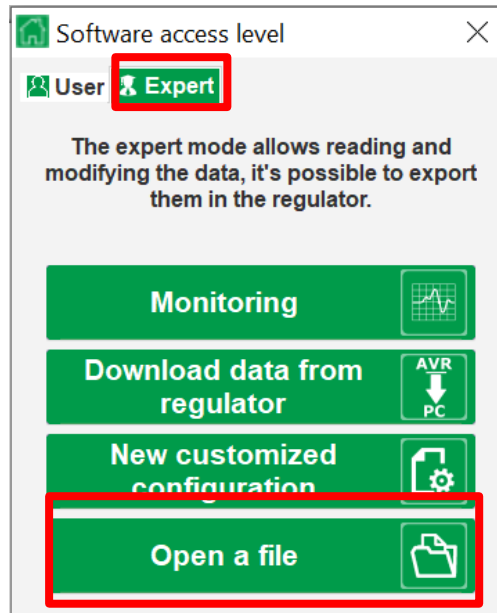 Software access level
User Expert
The expert mode allows reading and
modifying the data, it's possible to export
them in the regulator.
Monitoring
Download data from
regulator
AVR
PC
New customized
configuration
Open a file